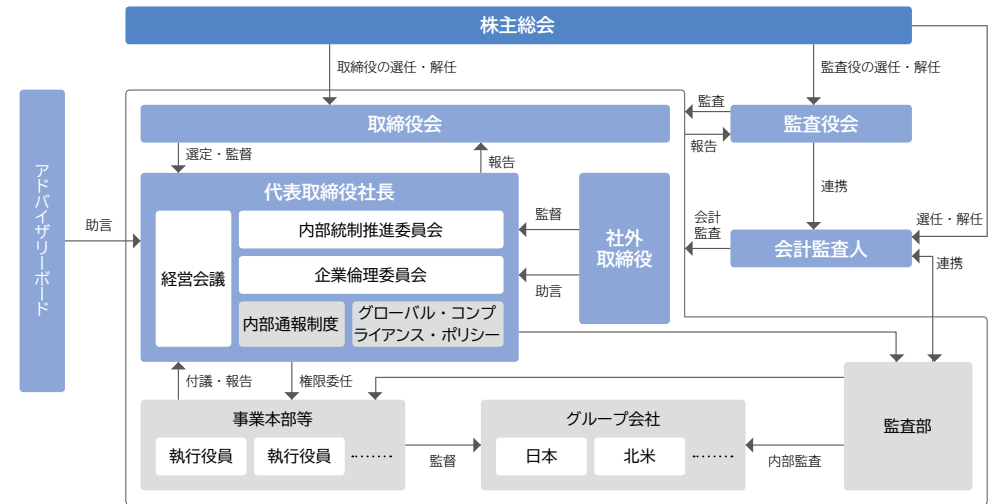 株主総会
取締役の選任・解任
監査役の選任・解任
取締役会
監査
報告
監査役会
選定・監督
報告
連携
アドバイザリーボード
助言
代表取締役社長
経営会議
内部統制推進委員会
企業倫理委員会
内部通報制度
グローバル・コンプ
ライアンス・ポリシー
監督
助言
社外
取締役
会計
監査
会計監査人
選任・解任
連携
付議・報告
権限委任
事業本部等
執行役員
執行役員
········
監督
グループ会社
日本
北米
········
内部監査
監査部